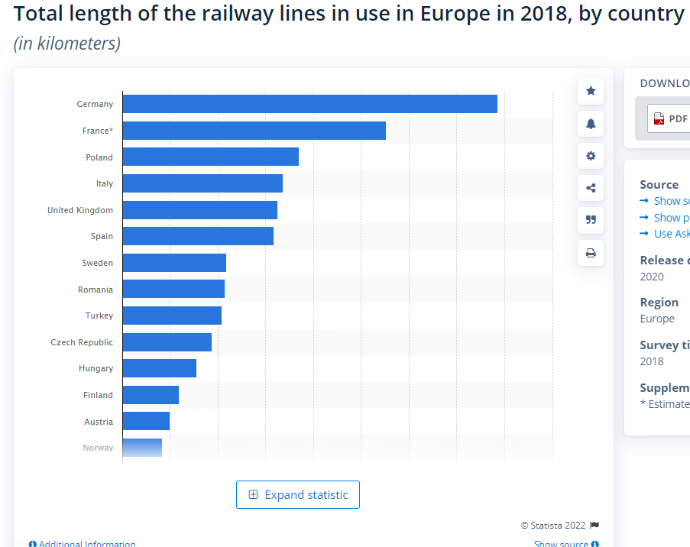 Total length of the railway lines in use in Europe in 2018, by country
(in kilometers)
Germany
France*
Poland
Italy
United Kingdom
Spain
Sweden
Romania
Turkey
Czech Republic
Hungary
Finland
Austria
Norway
Expand statistic
© Statista 2022
Additional Information
Show source
DOWNLO
PDF
Source
Show so
Show p
Use Ask
Release d
2020
Region
Europe
Survey ti
2018
Supplem
* Estimate